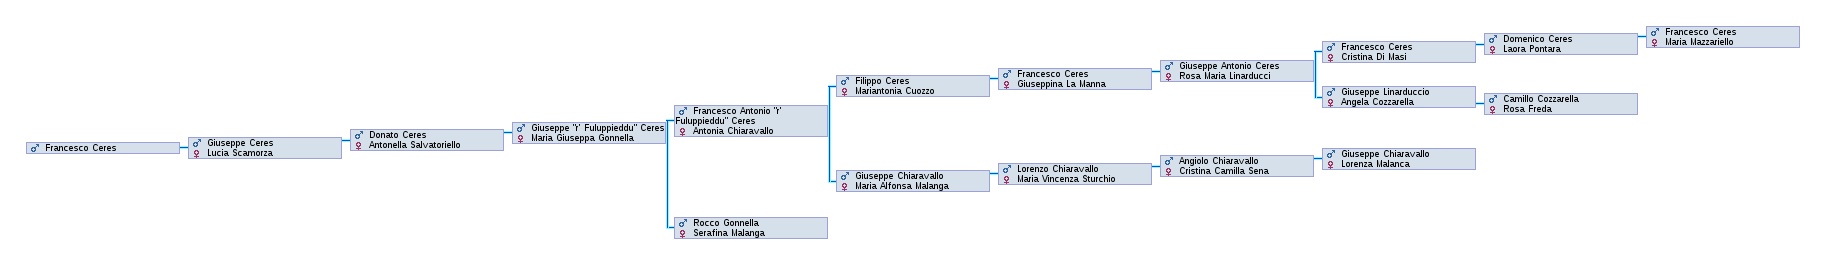 Francesco Ceres
Giuseppe Ceres
Lucia Scamorza
Donato Ceres
Antonella Salvatoriello
Giuseppe "r' Fuluppieddu" Ceres
Maria Giuseppa Gonnella
Francesco Antonio "r'
Fuluppieddu" Ceres
Antonia Chiaravallo
Rocco Gonnella
Serafina Malanga
Filippo Ceres
Mariantonia Cuozzo
Giuseppe Chiaravallo
Maria Alfonsa Malanga
Francesco Ceres
Giuseppina La Manna
Lorenzo Chiaravallo
Maria Vincenza Sturchio
Giuseppe Antonio Ceres
Rosa Maria Linarducci
Angiolo Chiaravallo
Cristina Camilla Sena
Francesco Ceres
Cristina Di Masi
Giuseppe Linarduccio
Angela Cozzarella
Giuseppe Chiaravallo
Lorenza Malanca
Domenico Ceres
Laora Pontara
Camillo Cozzarella
Rosa Freda
Francesco Ceres
Maria Mazzariello